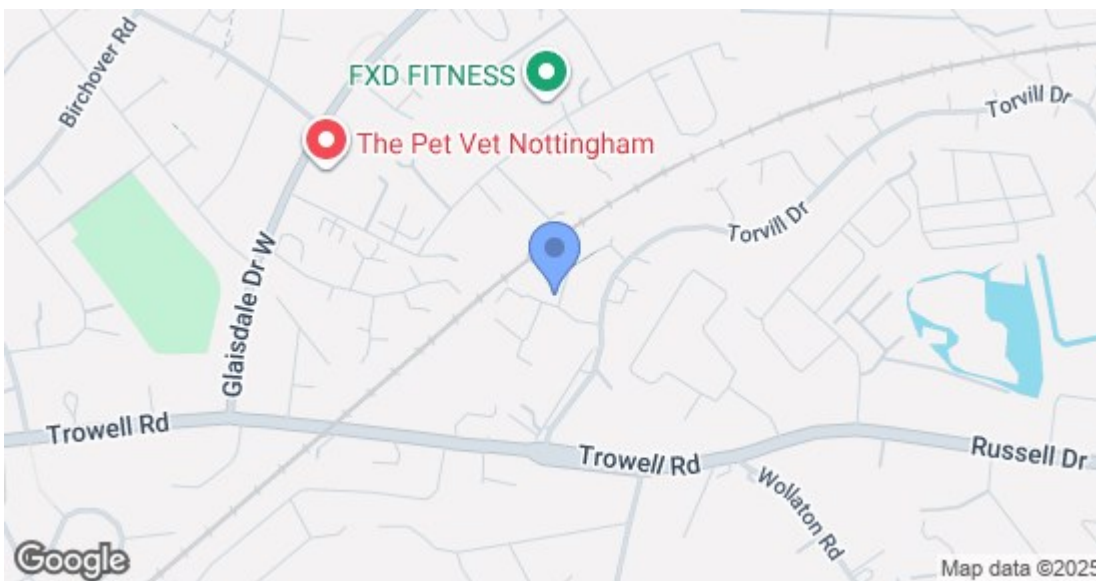 Birchover Rd
FXD FITNESS
Torvill Dr
The Pet Vet Nottingham
Torvill Dr
Glaisdale Dr W
Trowell Rd
Trowell Rd
Russell Dr
Wollaton Rd
Google
Map data ©2025